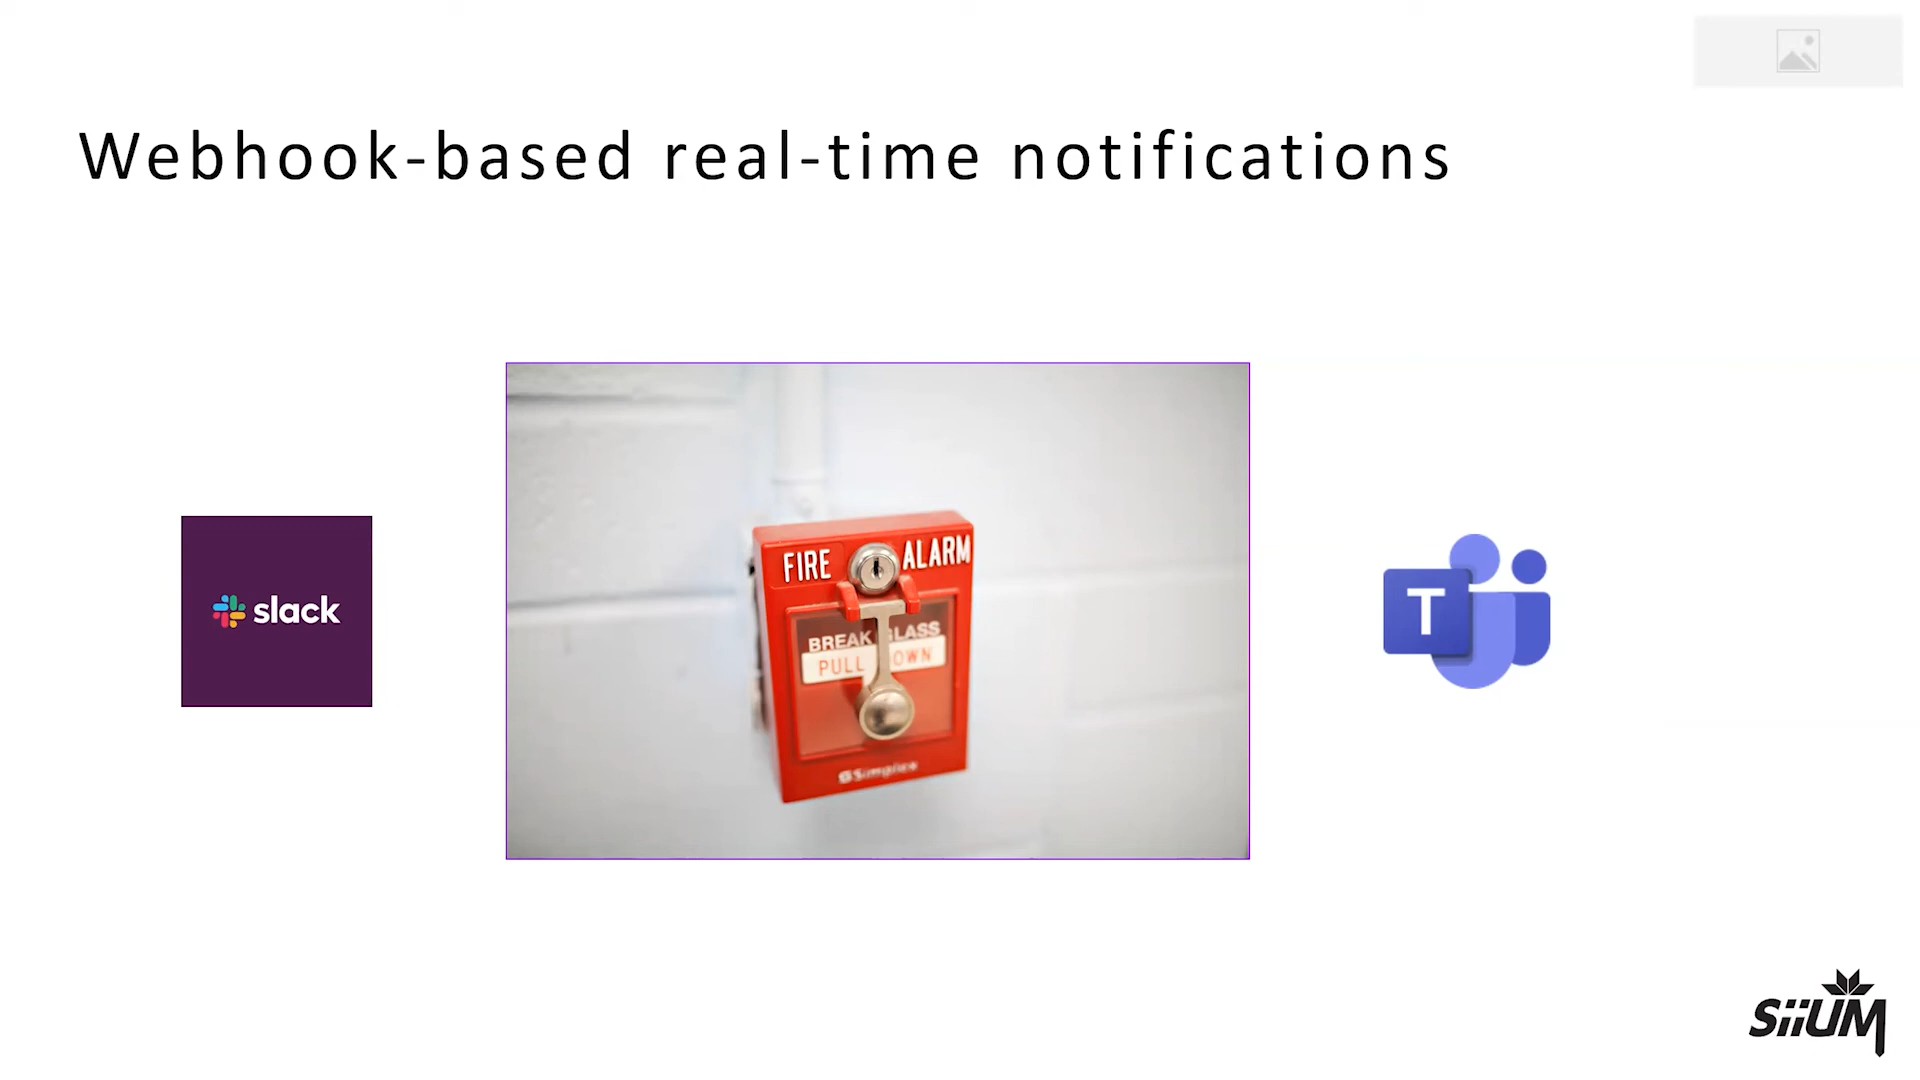 Webhook-based real-time notifications
slack
FIRE ALARM
BREAK GLASS
PULL DOWN
Simplex
T
SiiUM